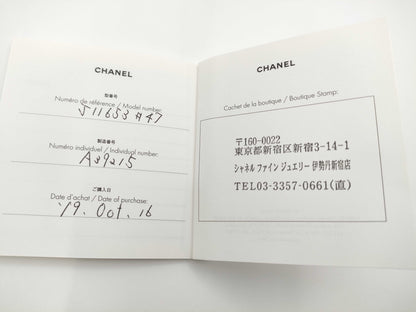 CHANEL
型番号
Numéro de référence / Model number:
J11653 #47
製造番号
Numéro individuel / Individual number:
A39215
ご購入日
Date d'achat / Date of purchase:
'19. Oct. 16
CHANEL
Cachet de la boutique / Boutique Stamp:
〒160-0022
東京都新宿区新宿3-14-1
シャネル ファイン ジュエリー 伊勢丹新宿店
TEL03-3357-0661(直)